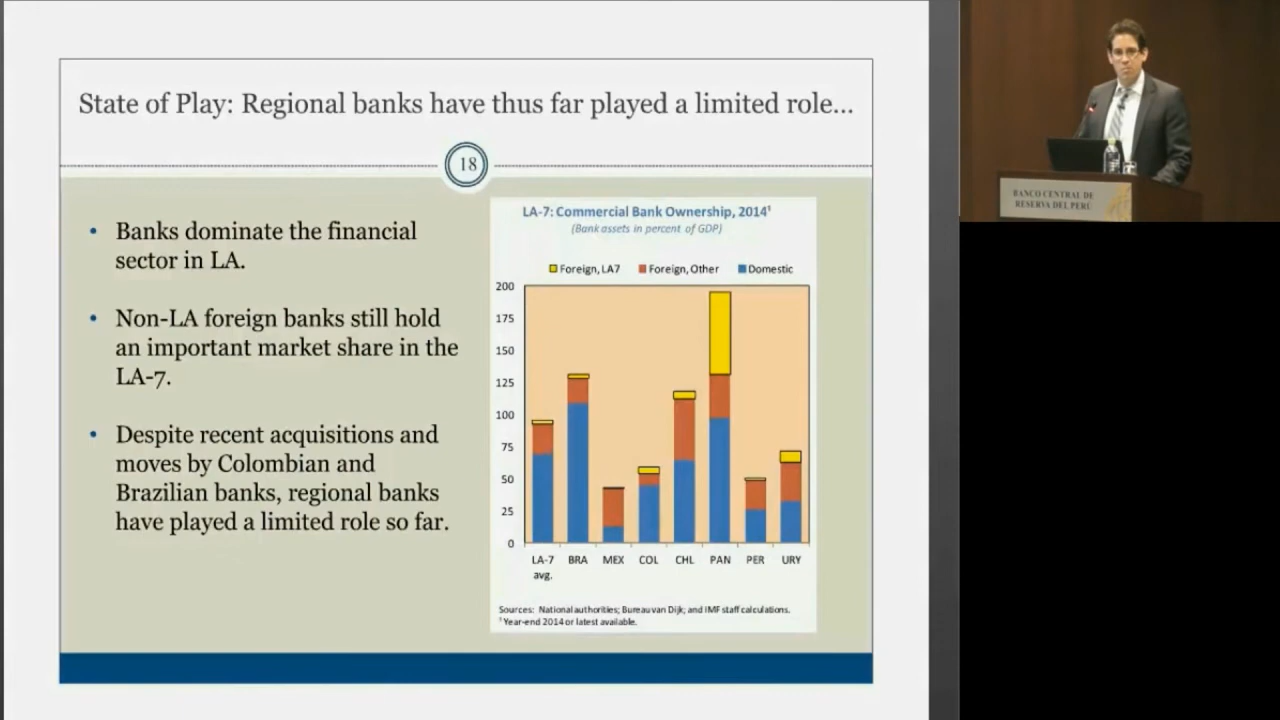 State of Play: Regional banks have thus far played a limited role...
18
• Banks dominate the financial
sector in LA.
• Non-LA foreign banks still hold
an important market share in the
LA-7.
• Despite recent acquisitions and
moves by Colombian and
Brazilian banks, regional banks
have played a limited role so far.
LA-7: Commercial Bank Ownership, 2014¹
(Bank assets in percent of GDP)
Foreign, LA7 Foreign, Other Domestic
200
175
150
125
100
75
50
25
0
LA-7 BRA MEX COL CHL PAN PER URY
avg.
Sources: National authorities; Bureau van Dijk; and IMF staff calculations.
¹ Year-end 2014 or latest available.
BANCO CENTRAL DE
RESERVA DEL PERÚ